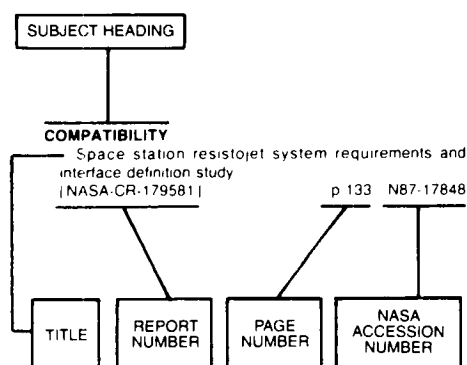 SUBJECT HEADING
COMPATIBILITY
Space station resistojet system requirements and
interface definition study
[NASA-CR-179581] p 133 N87-17848
TITLE
REPORT
NUMBER
PAGE
NUMBER
NASA
ACCESSION
NUMBER